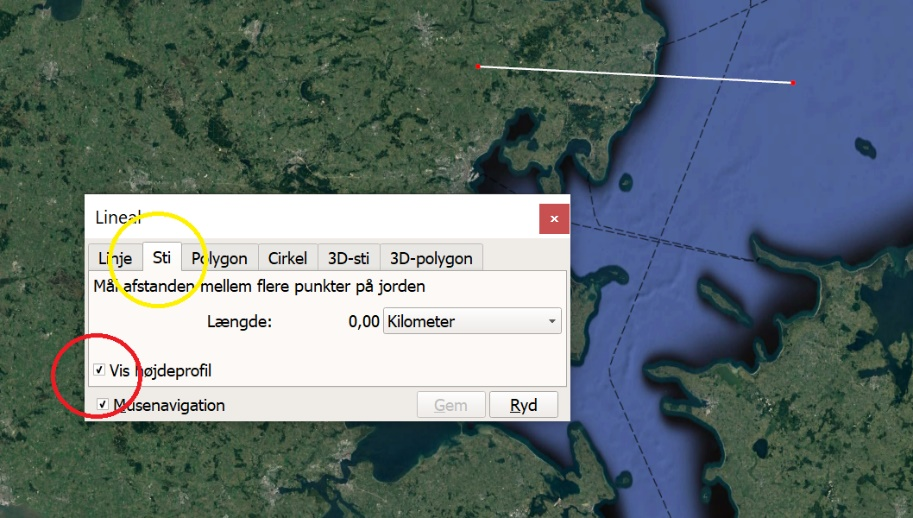 Lineal
Linje Sti Polygon Cirkel 3D-sti 3D-polygon
Mål afstanden mellem flere punkter på jorden
Længde: 0,00 Kilometer
Vis højdeprofil
Musenavigation Gem Ryd